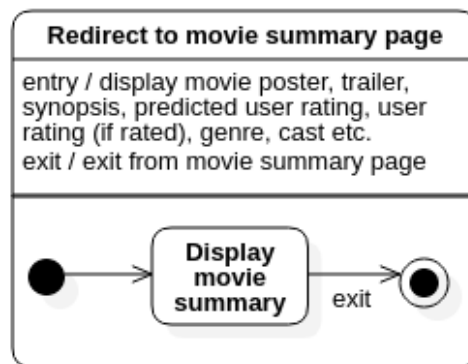 Redirect to movie summary page
entry / display movie poster, trailer,
synopsis, predicted user rating, user
rating (if rated), genre, cast etc.
exit / exit from movie summary page
Display
movie
summary
exit